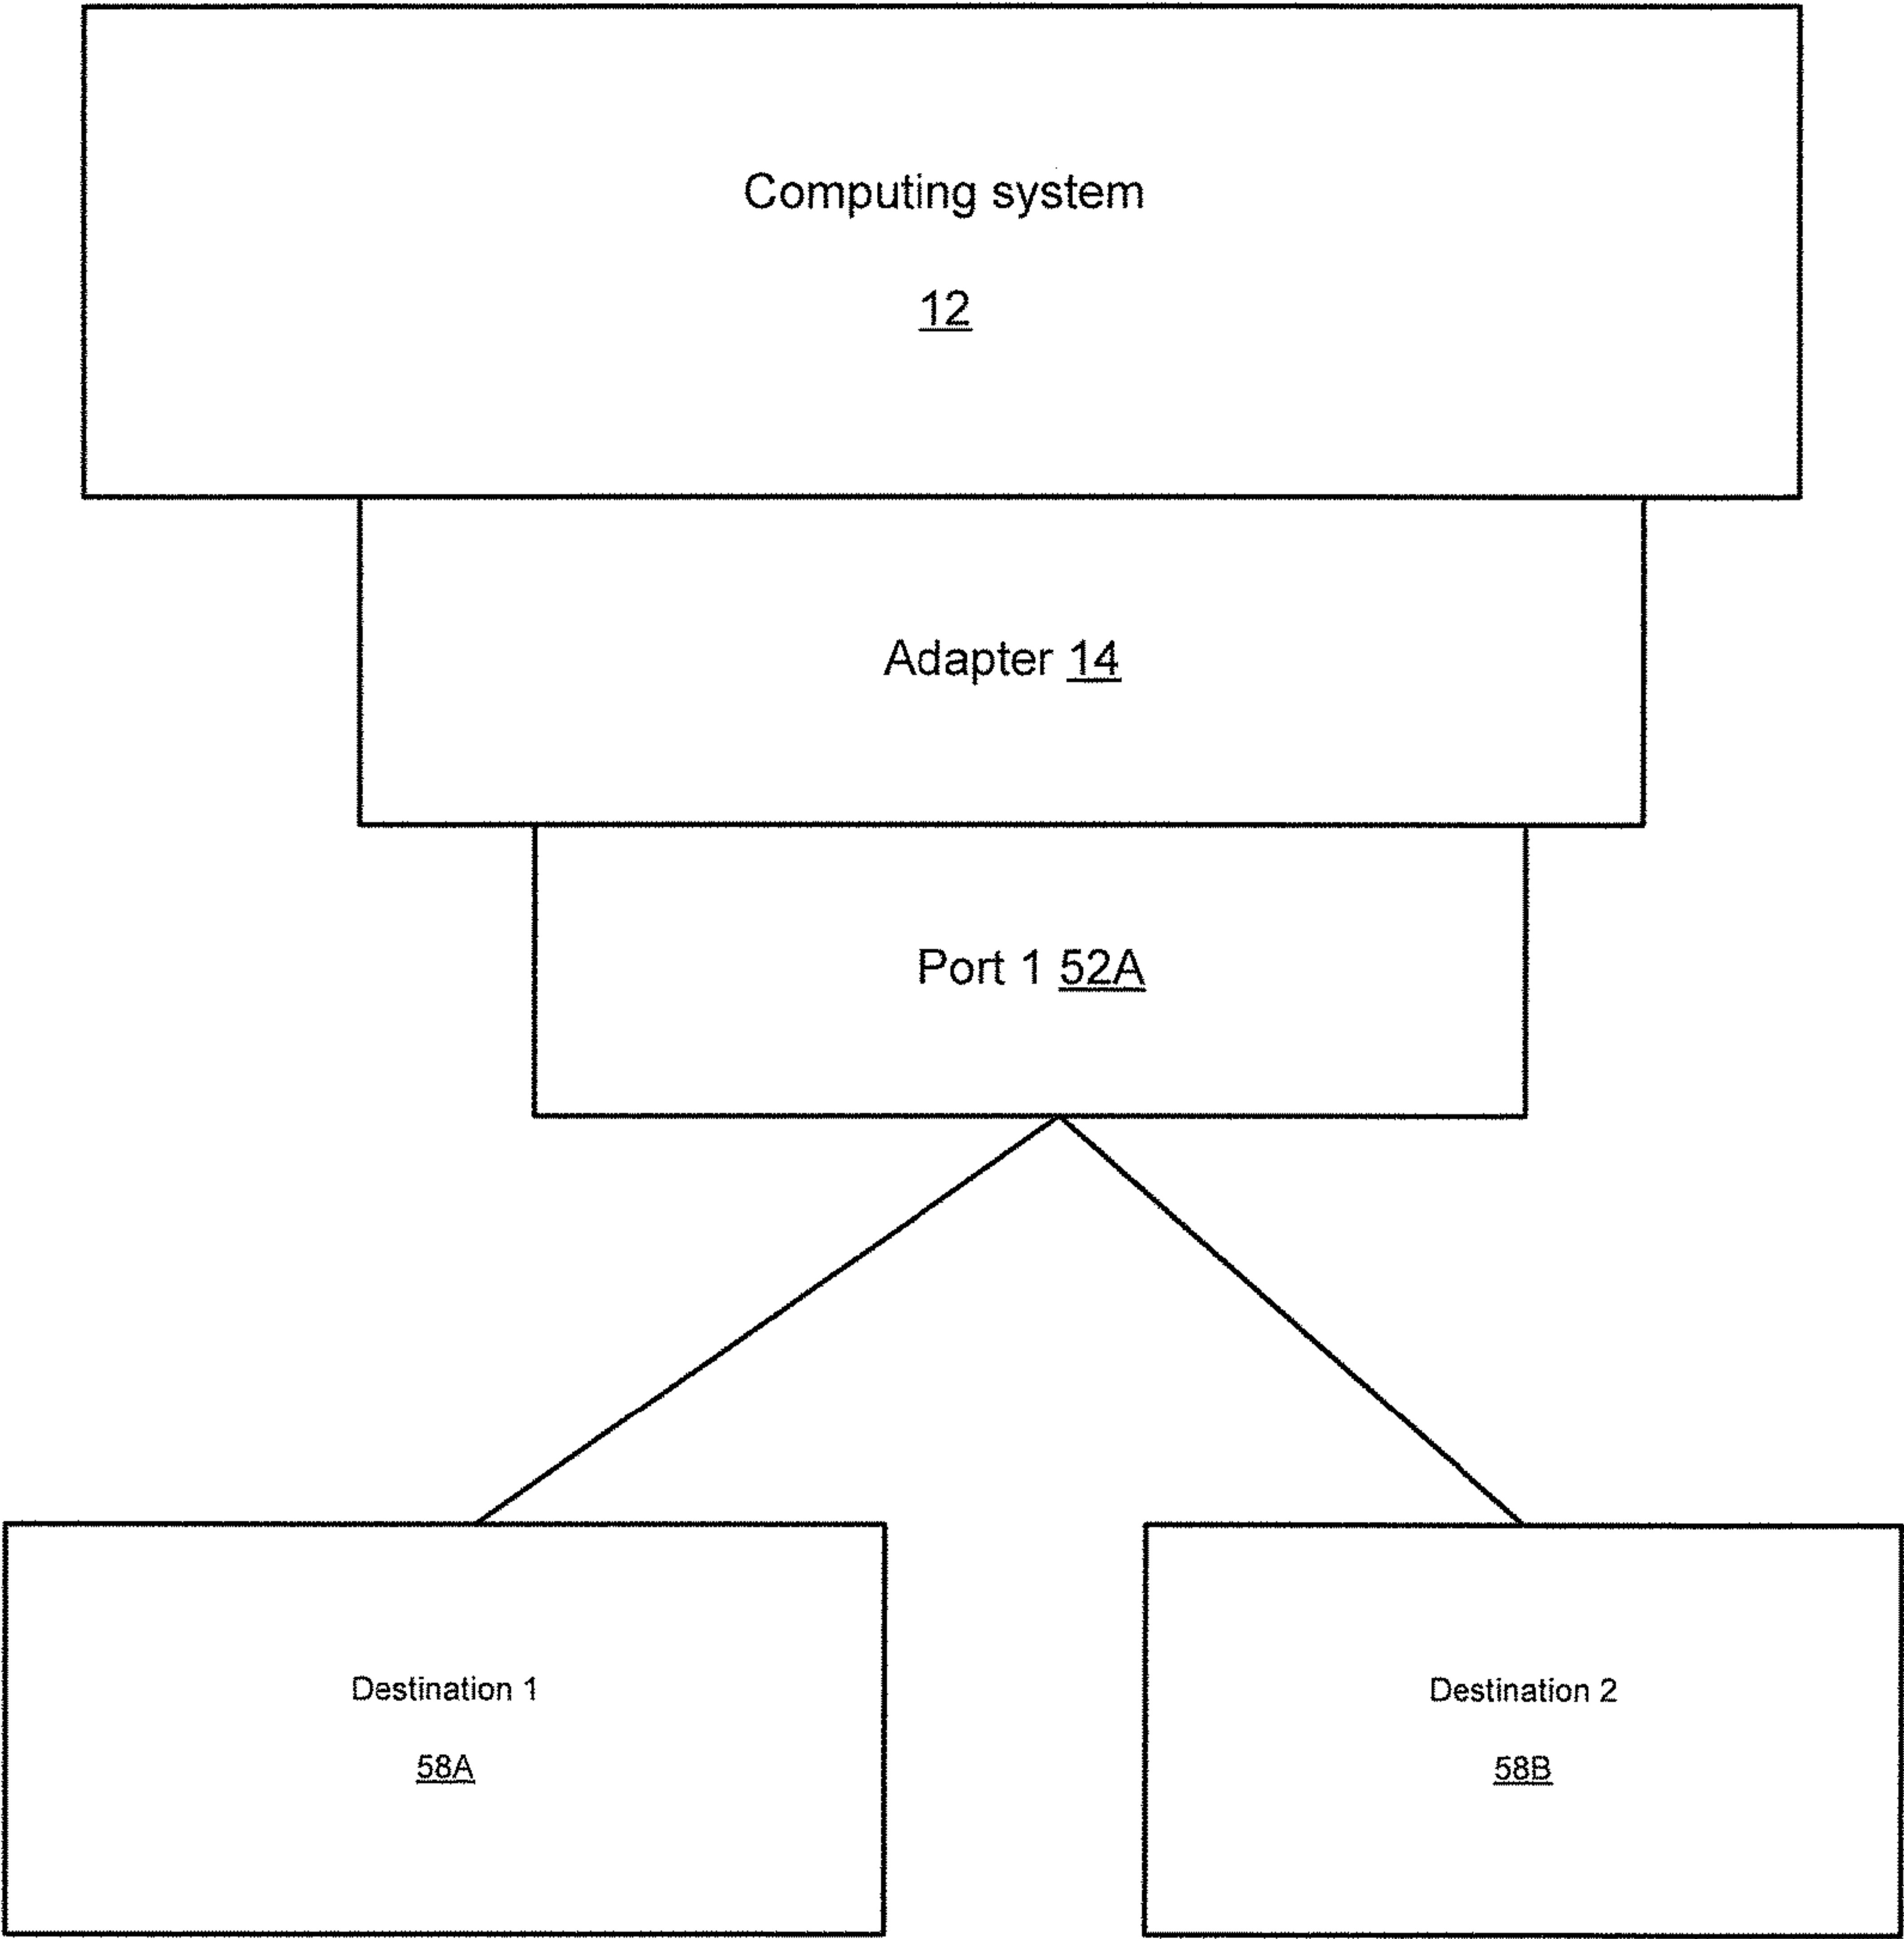 Computing system
12
Adapter 14
Port 1 52A
Destination 1
Destination 2
58A
58B